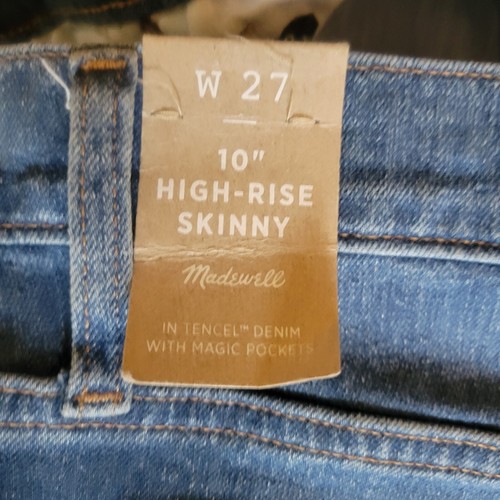 W 27
10"
HIGH-RISE
SKINNY
Madewell
IN TENCEL™ DENIM
WITH MAGIC POCKETS